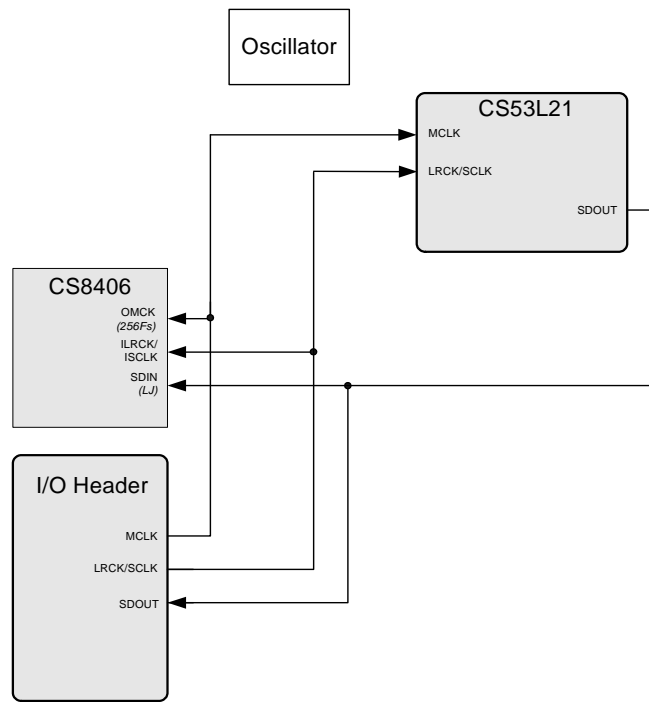 Oscillator
CS53L21
MCLK
LRCK/SCLK
SDOUT
CS8406
OMCK
(256Fs)
ILRCK/
ISCLK
SDIN
(LJ)
I/O Header
MCLK
LRCK/SCLK
SDOUT